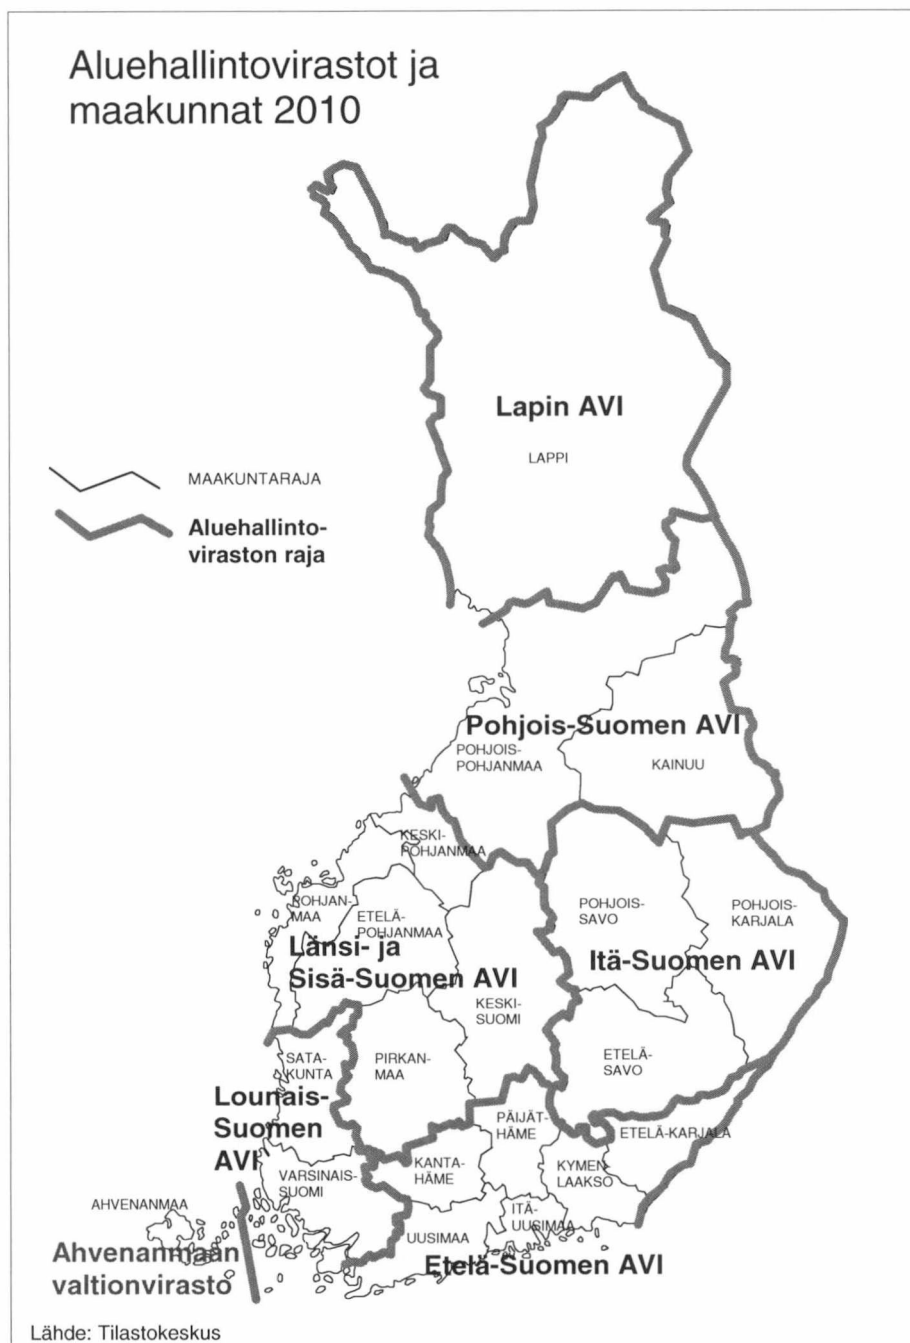 Aluehallintovirastot ja
maakunnat 2010
Lapin AVI
LAPPI
MAAKUNTARAJA
Aluehallinto-
viraston raja
Pohjois-Suomen AVI
POHJOIS-
POHJANMAA
KAINUU
KESKI-
POHJANMAA
POHJAN-
MAA
ETELÄ-
POHJANMAA
POHJOIS-
SAVO
POHJOIS-
KARJALA
Länsi- ja
Sisä-Suomen AVI
Itä-Suomen AVI
KESKI-
SUOMI
SATA-
KUNTA
PIRKAN-
MAA
ETELÄ-
SAVO
Lounais-
Suomen
AVI
PÄIJÄT-
HÄME
ETELÄ-KARJALA
VARSINAIS-
SUOMI
KANTA-
HÄME
KYMEN-
LAAKSO
AHVENANMAA
ITÄ-
UUSIMAA
UUSIMAA
Ahvenanmaan
valtionvirasto
Etelä-Suomen AVI
Lähde: Tilastokeskus